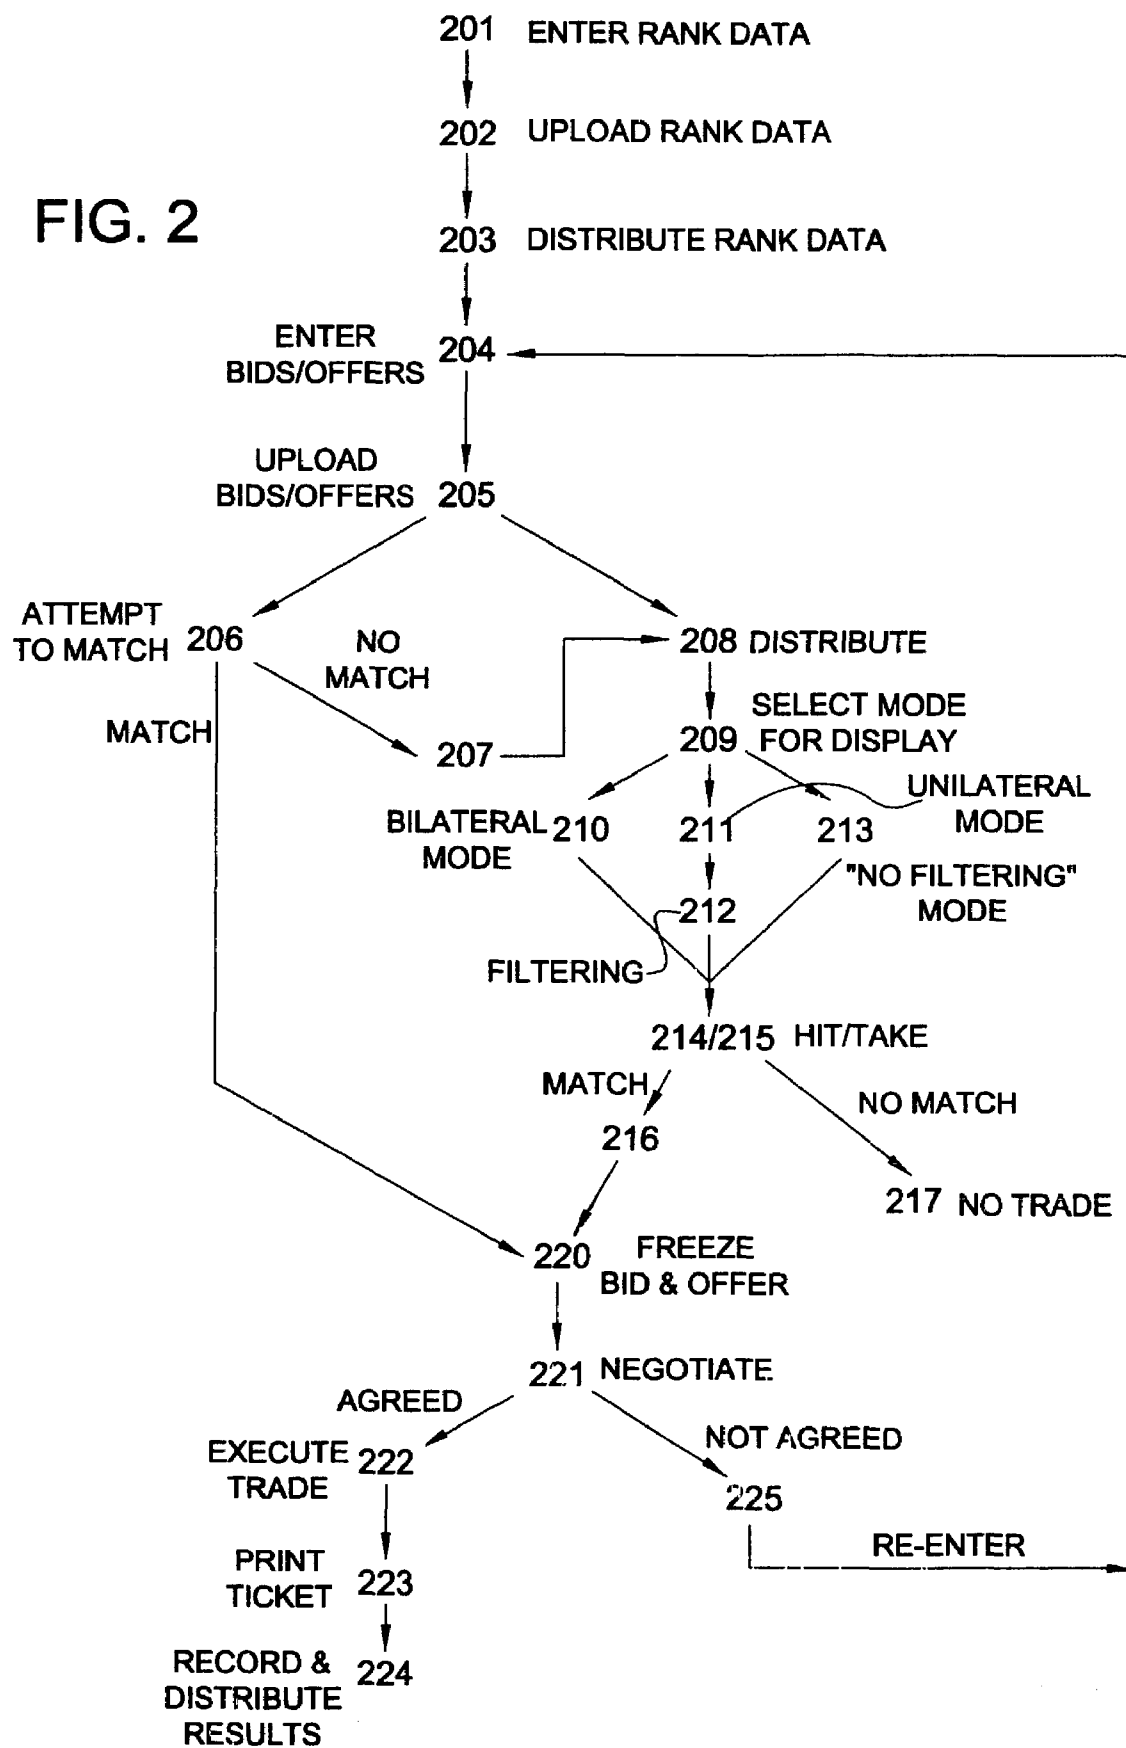 201 ENTER RANK DATA
202 UPLOAD RANK DATA
FIG. 2
203 DISTRIBUTE RANK DATA
ENTER
BIDS/OFFERS
204
UPLOAD
BIDS/OFFERS
205
ATTEMPT
TO MATCH
206
NO
MATCH
208 DISTRIBUTE
MATCH
207
SELECT MODE
FOR DISPLAY
209
UNILATERAL
MODE
BILATERAL
MODE
210
211
213
"NO FILTERING"
MODE
212
FILTERING
214/215 HIT/TAKE
MATCH
NO MATCH
216
217 NO TRADE
220
FREEZE
BID & OFFER
221 NEGOTIATE
AGREED
NOT AGREED
EXECUTE
TRADE
222
225
RE-ENTER
PRINT
TICKET
223
RECORD &
DISTRIBUTE
RESULTS
224